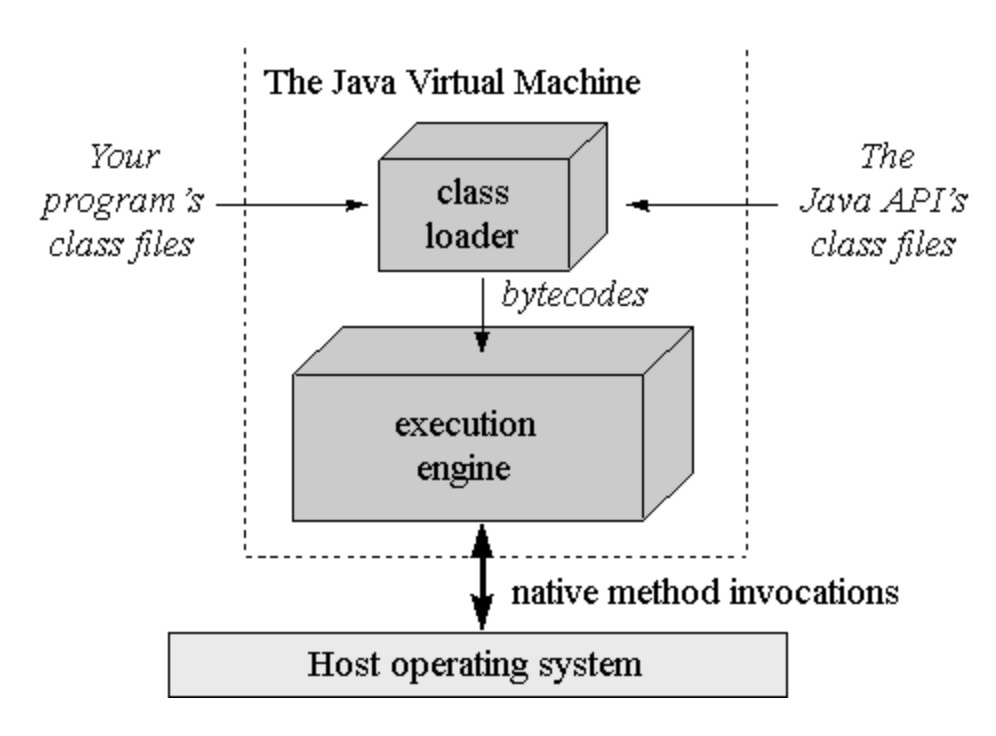 The Java Virtual Machine
Your
program's
class files
class
loader
The
Java API's
class files
bytecodes
execution
engine
native method invocations
Host operating system